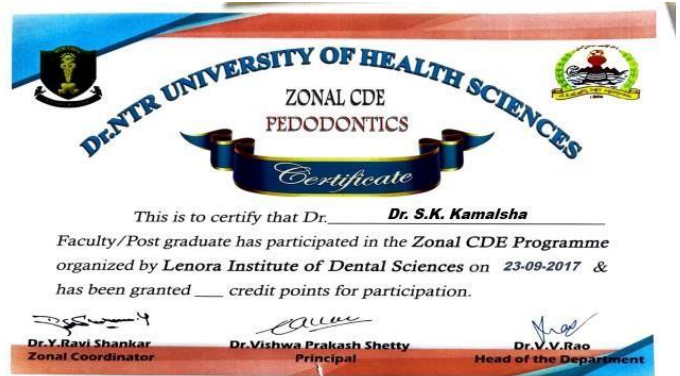 Dr.NTR UNIVERSITY OF HEALTH SCIENCES
ZONAL CDE
PEDODONTICS
Certificate
This is to certify that Dr. Dr. S.K. Kamalsha
Faculty/Post graduate has participated in the Zonal CDE Programme
organized by Lenora Institute of Dental Sciences on 23-09-2017 &
has been granted ___ credit points for participation.
Dr.Y.Ravi Shankar
Zonal Coordinator
Dr.Vishwa Prakash Shetty
Principal
Dr.V.V.Rao
Head of the Department